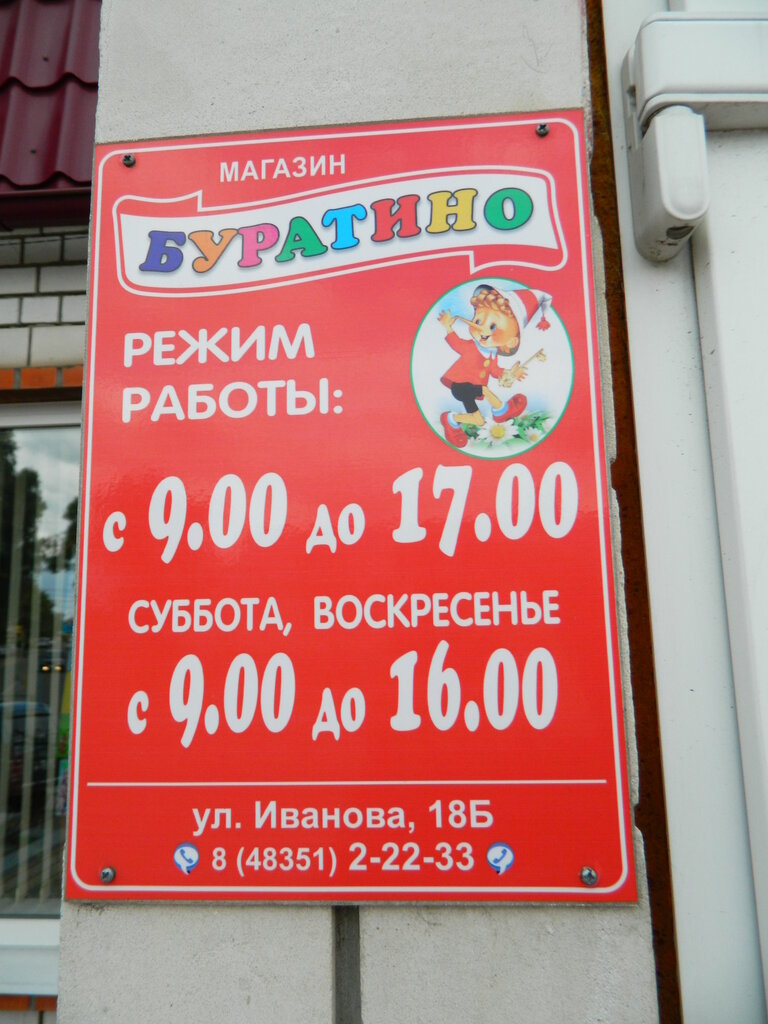 МАГАЗИН
БУРАТИНО
РЕЖИМ
РАБОТЫ:
с 9.00 до 17.00
СУББОТА, ВОСКРЕСЕНЬЕ
с 9.00 до 16.00
ул. Иванова, 18Б
8 (48351) 2-22-33